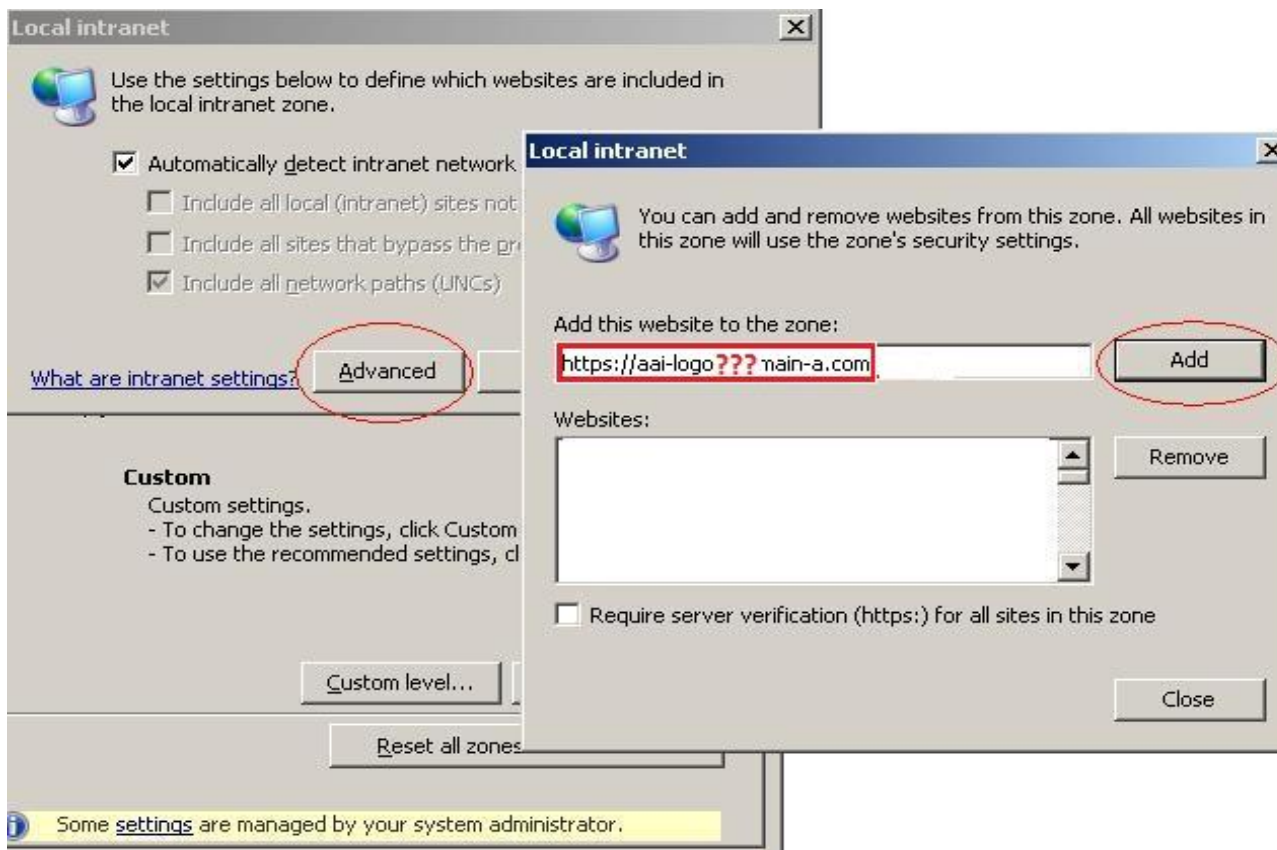 Local intranet
Use the settings below to define which websites are included in
the local intranet zone.
Automatically detect intranet network
Include all local (intranet) sites not
Include all sites that bypass the
Include all network paths (UNCs)
What are intranet settings?
Advanced
Custom
Custom settings.
- To change the settings, click Custom
- To use the recommended settings,
Custom level...
Reset all zones
Some settings are managed by your system administrator.
Local intranet
You can add and remove websites from this zone. All websites in
this zone will use the zone's security settings.
Add this website to the zone:
https://aai-logo???main-a.com
Add
Websites:
Remove
Require server verification (https:) for all sites in this zone
Close